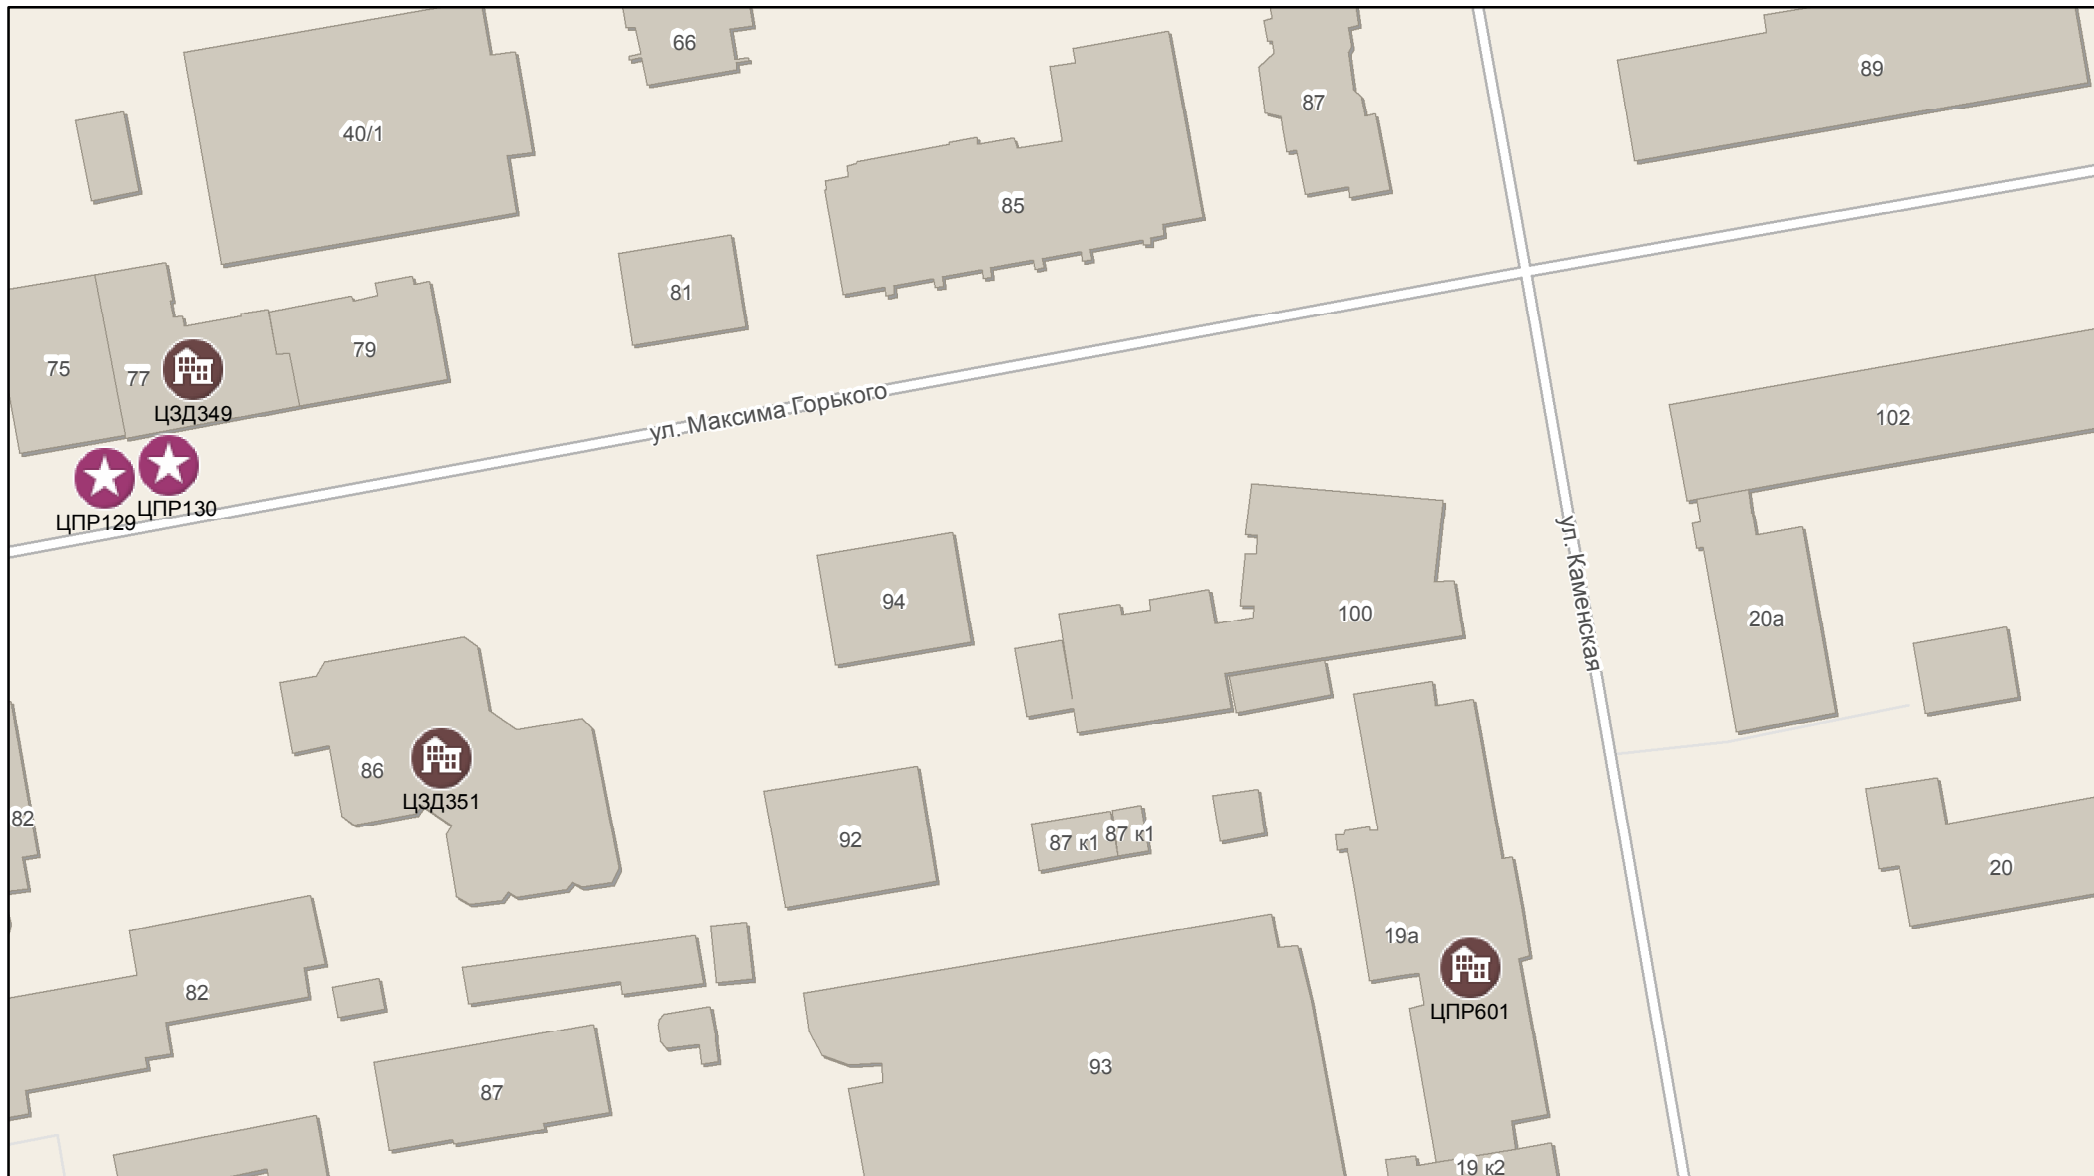 66
89
87
40/1
85
81
79
75
77
ЦЗД349
ул. Максима Горького
102
ЦПР130
ЦПР129
ул. Каменская
94
100
20а
86
ЦЗД351
82
92
87 к1
87 к1
20
19а
82
ЦПР601
93
87
19 к2